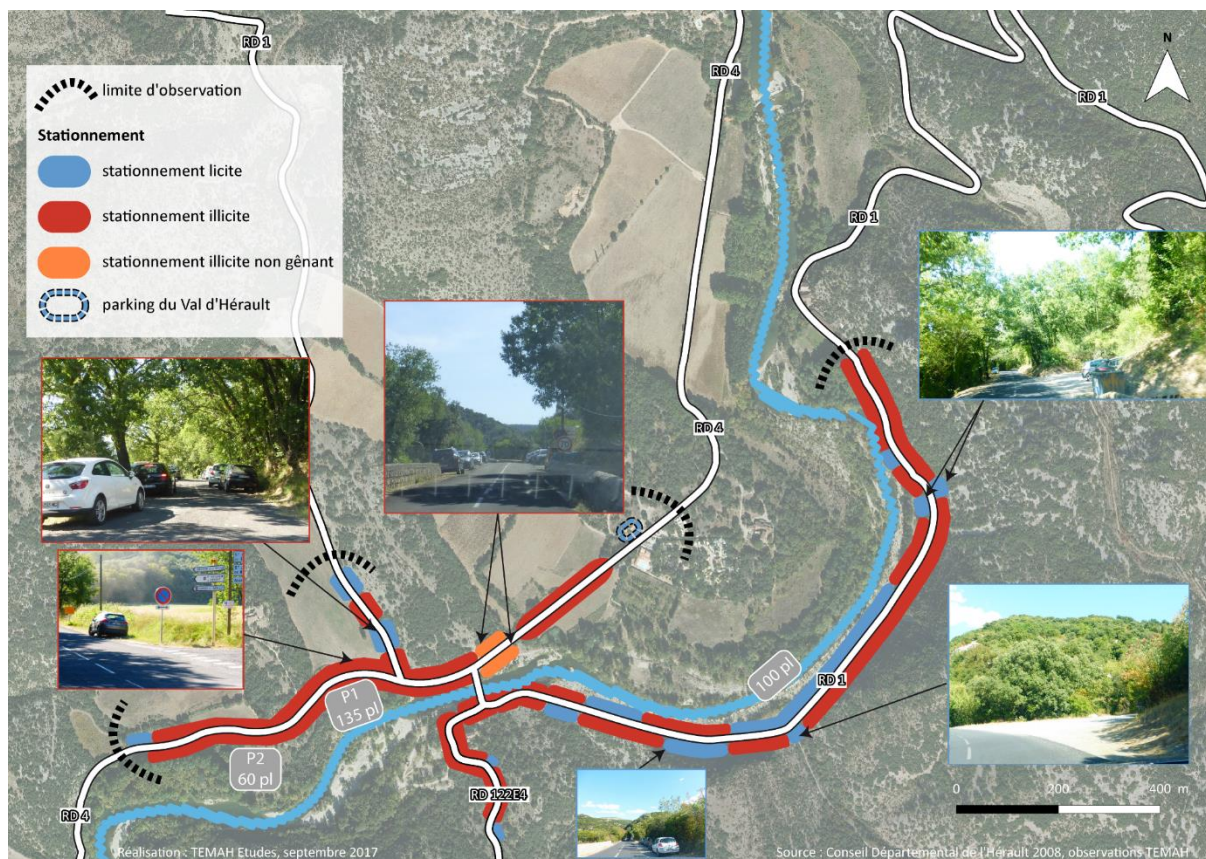 RD 1
RD 4
N
RD 1
limite d'observation
Stationnement
stationnement licite
stationnement illicite
stationnement illicite non gênant
parking du Val d'Hérault
RD 1
RD 4
100 pl
RD 1
P1
135 pl
P2
60 pl
RD 122E4
RD 4
0 200 400 m
Réalisation : TEMAH Etudes, septembre 2017
Source : Conseil Départemental de l'Hérault 2008, observations TEMAH